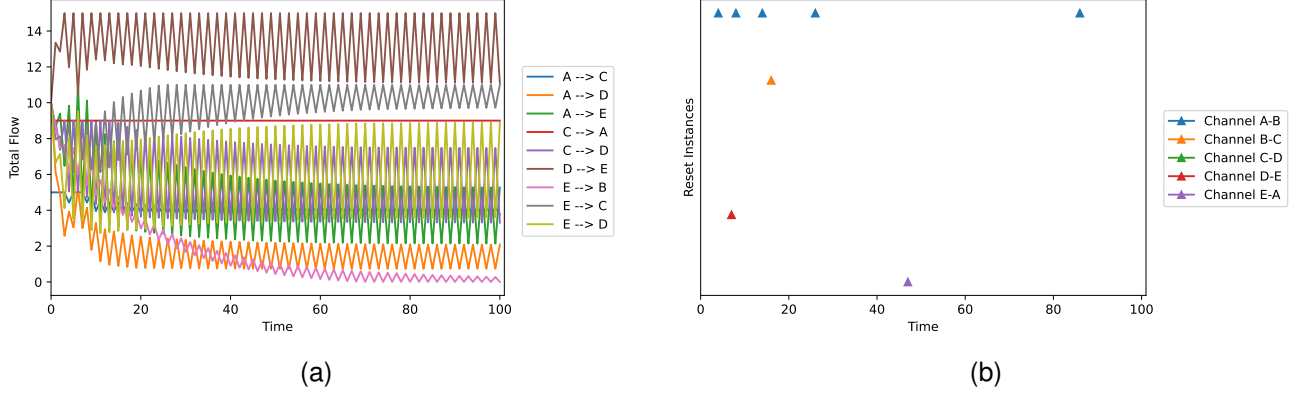 Total Flow
14
12
10
8
6
4
2
0
0 20 40 60 80 100
Time
A --> C
A --> D
A --> E
C --> A
C --> D
D --> E
E --> B
E --> C
E --> D
(a)
Reset Instances
0 20 40 60 80 100
Time
Channel A-B
Channel B-C
Channel C-D
Channel D-E
Channel E-A
(b)